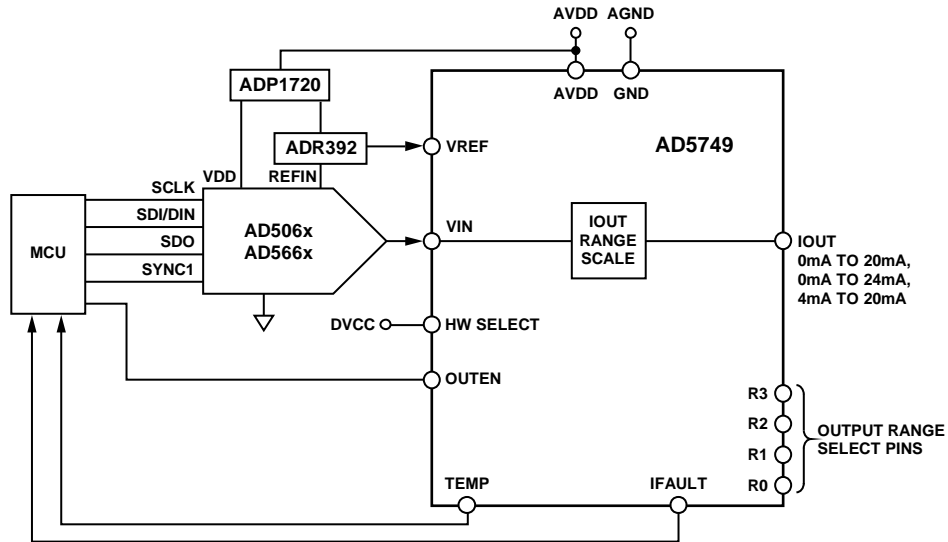 AVDD AGND
ADP1720
AVDD GND
ADR392
VREF
AD5749
VDD REFIN
SCLK
SDI/DIN
SDO
SYNC1
MCU
AD506x
AD566x
VIN
IOUT
RANGE
SCALE
IOUT
0mA TO 20mA,
0mA TO 24mA,
4mA TO 20mA
DVCC
HW SELECT
OUTEN
R3
R2
R1
R0
OUTPUT RANGE
SELECT PINS
TEMP
IFAULT